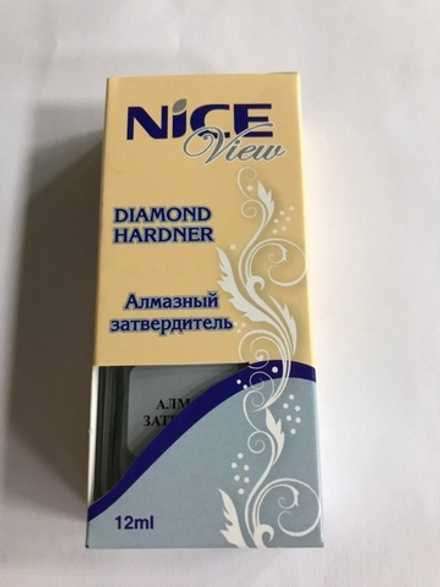 NiCE
View
DIAMOND
HARDNER
Алмазный
затвердитель
12ml